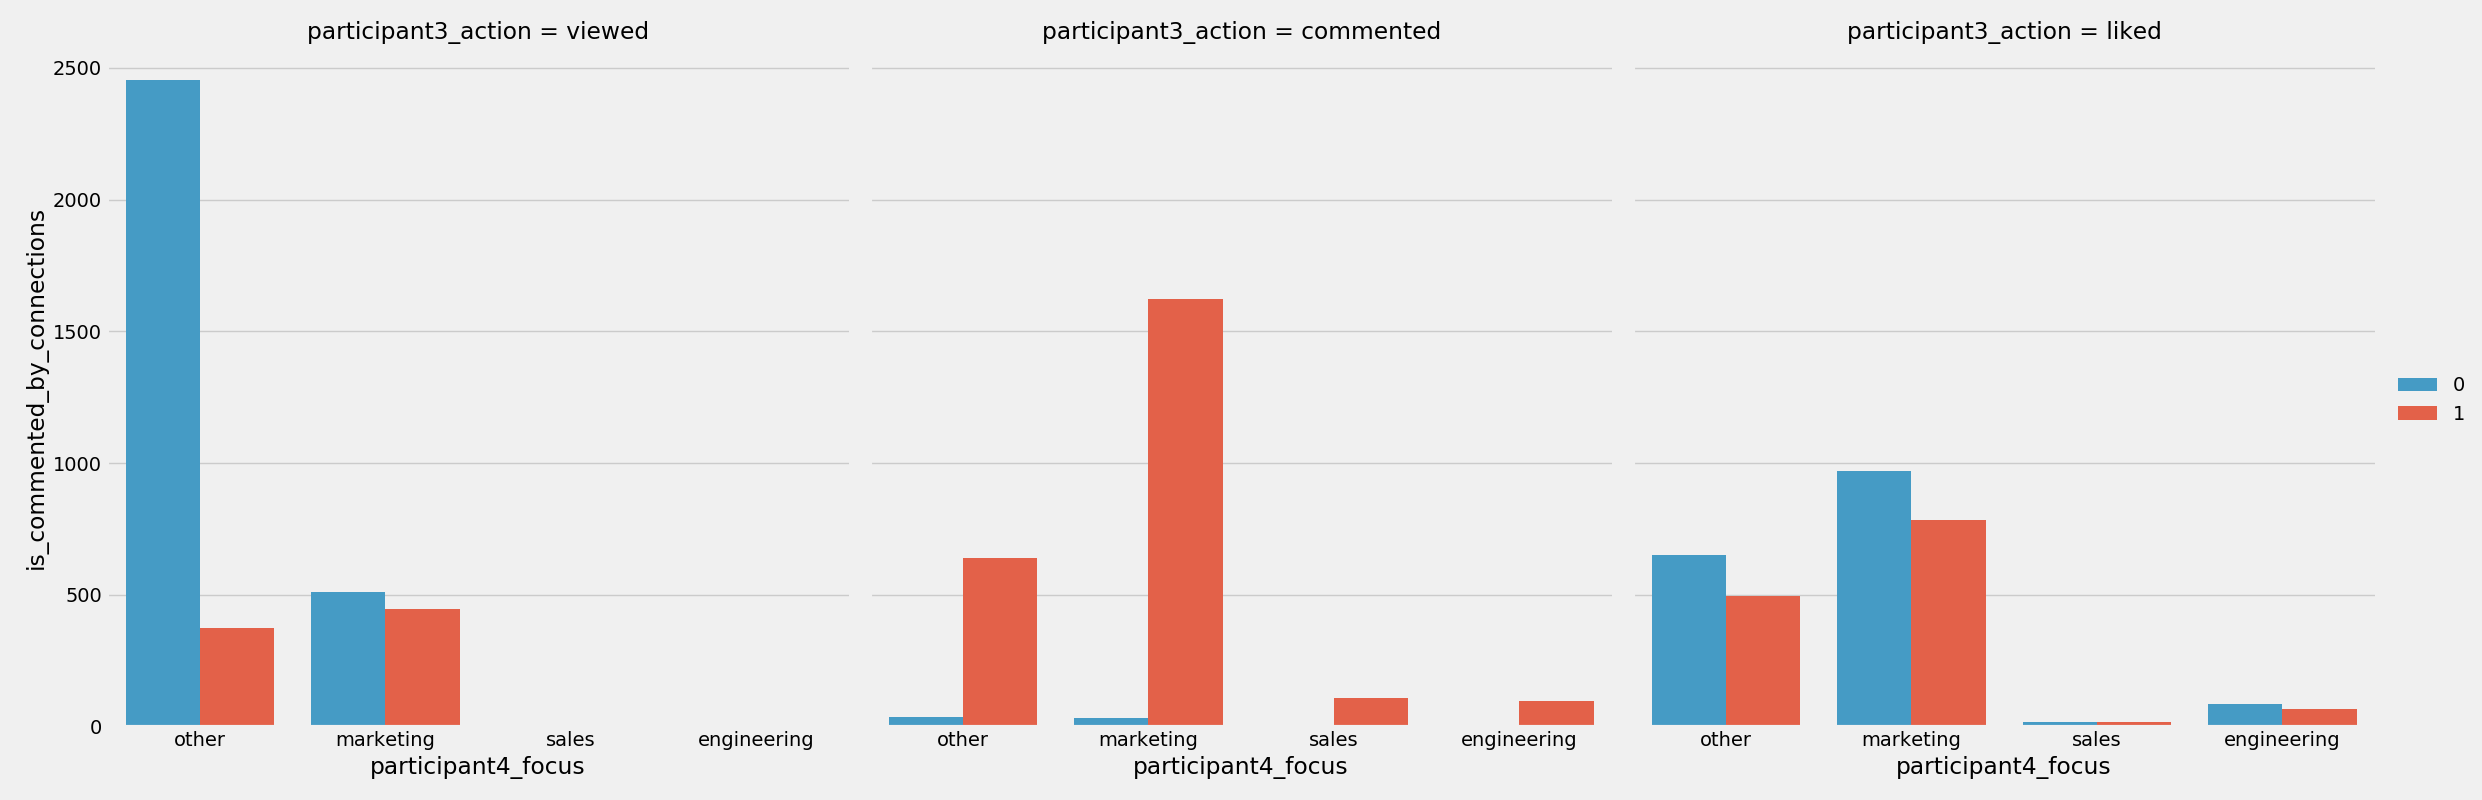 participant3_action = viewed
participant3_action = commented
participant3_action = liked
is_commented_by_connections
2500
2000
1500
1000
500
0
other marketing sales engineering
other marketing sales engineering
other marketing sales engineering
participant4_focus
participant4_focus
participant4_focus
0
1